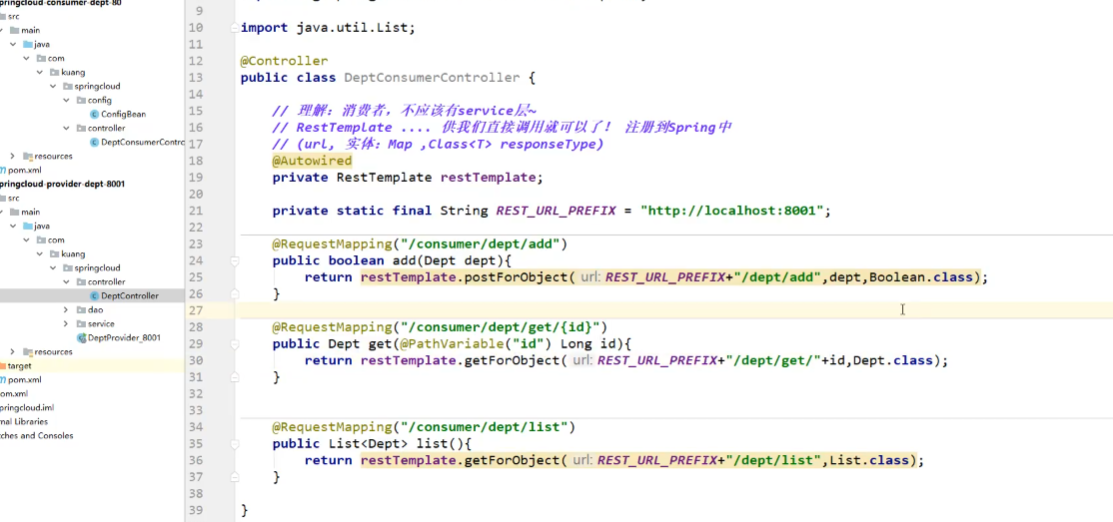 pringcloud-consumer-dept-80
src
main
java
com
kuang
springcloud
config
ConfigBean
controller
DeptConsumerContro
resources
pom.xml
pringcloud-provider-dept-8001
src
main
java
com
kuang
springcloud
controller
DeptController
dao
service
DeptProvider_8001
resources
target
pom.xml
om.xml
pringcloud.iml
nal Libraries
tches and Consoles
9
10 import java.util.List;
11
12 @Controller
13 public class DeptConsumerController {
14
15 // 理解：消费者，不应该有service层~
16 // RestTemplate .... 供我们直接调用就可以了！ 注册到Spring中
17 // (url, 实体：Map ,Class<T> responseType)
18 @Autowired
19 private RestTemplate restTemplate;
20
21 private static final String REST_URL_PREFIX = "http://localhost:8001";
22
23 @RequestMapping("/consumer/dept/add")
24 public boolean add(Dept dept){
25 return restTemplate.postForObject( url: REST_URL_PREFIX+"/dept/add",dept,Boolean.class);
26 }
27
28 @RequestMapping("/consumer/dept/get/{id}")
29 public Dept get(@PathVariable("id") Long id){
30 return restTemplate.getForObject( url: REST_URL_PREFIX+"/dept/get/"+id,Dept.class);
31 }
32
33
34 @RequestMapping("/consumer/dept/list")
35 public List<Dept> list(){
36 return restTemplate.getForObject( url: REST_URL_PREFIX+"/dept/list",List.class);
37 }
38
39 }